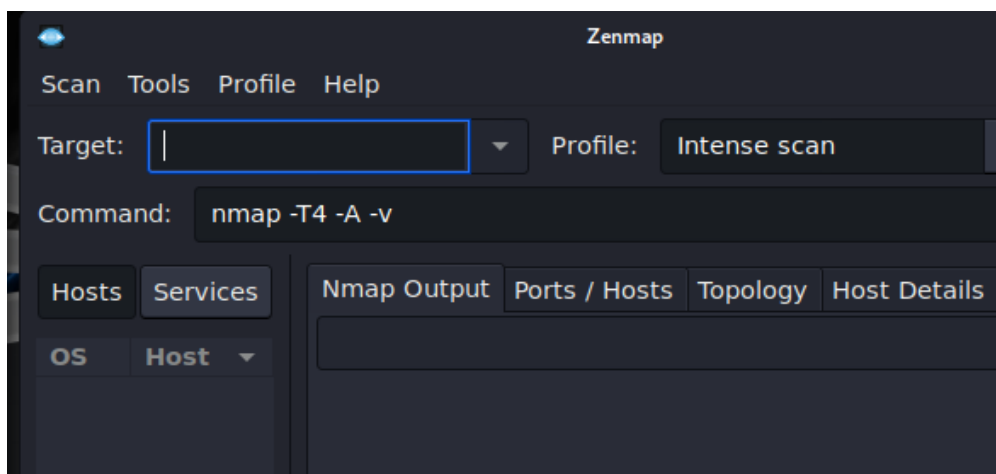 Zenmap
Scan Tools Profile Help
Target: Profile: Intense scan
Command: nmap -T4 -A -v
Hosts Services Nmap Output Ports / Hosts Topology Host Details
OS Host